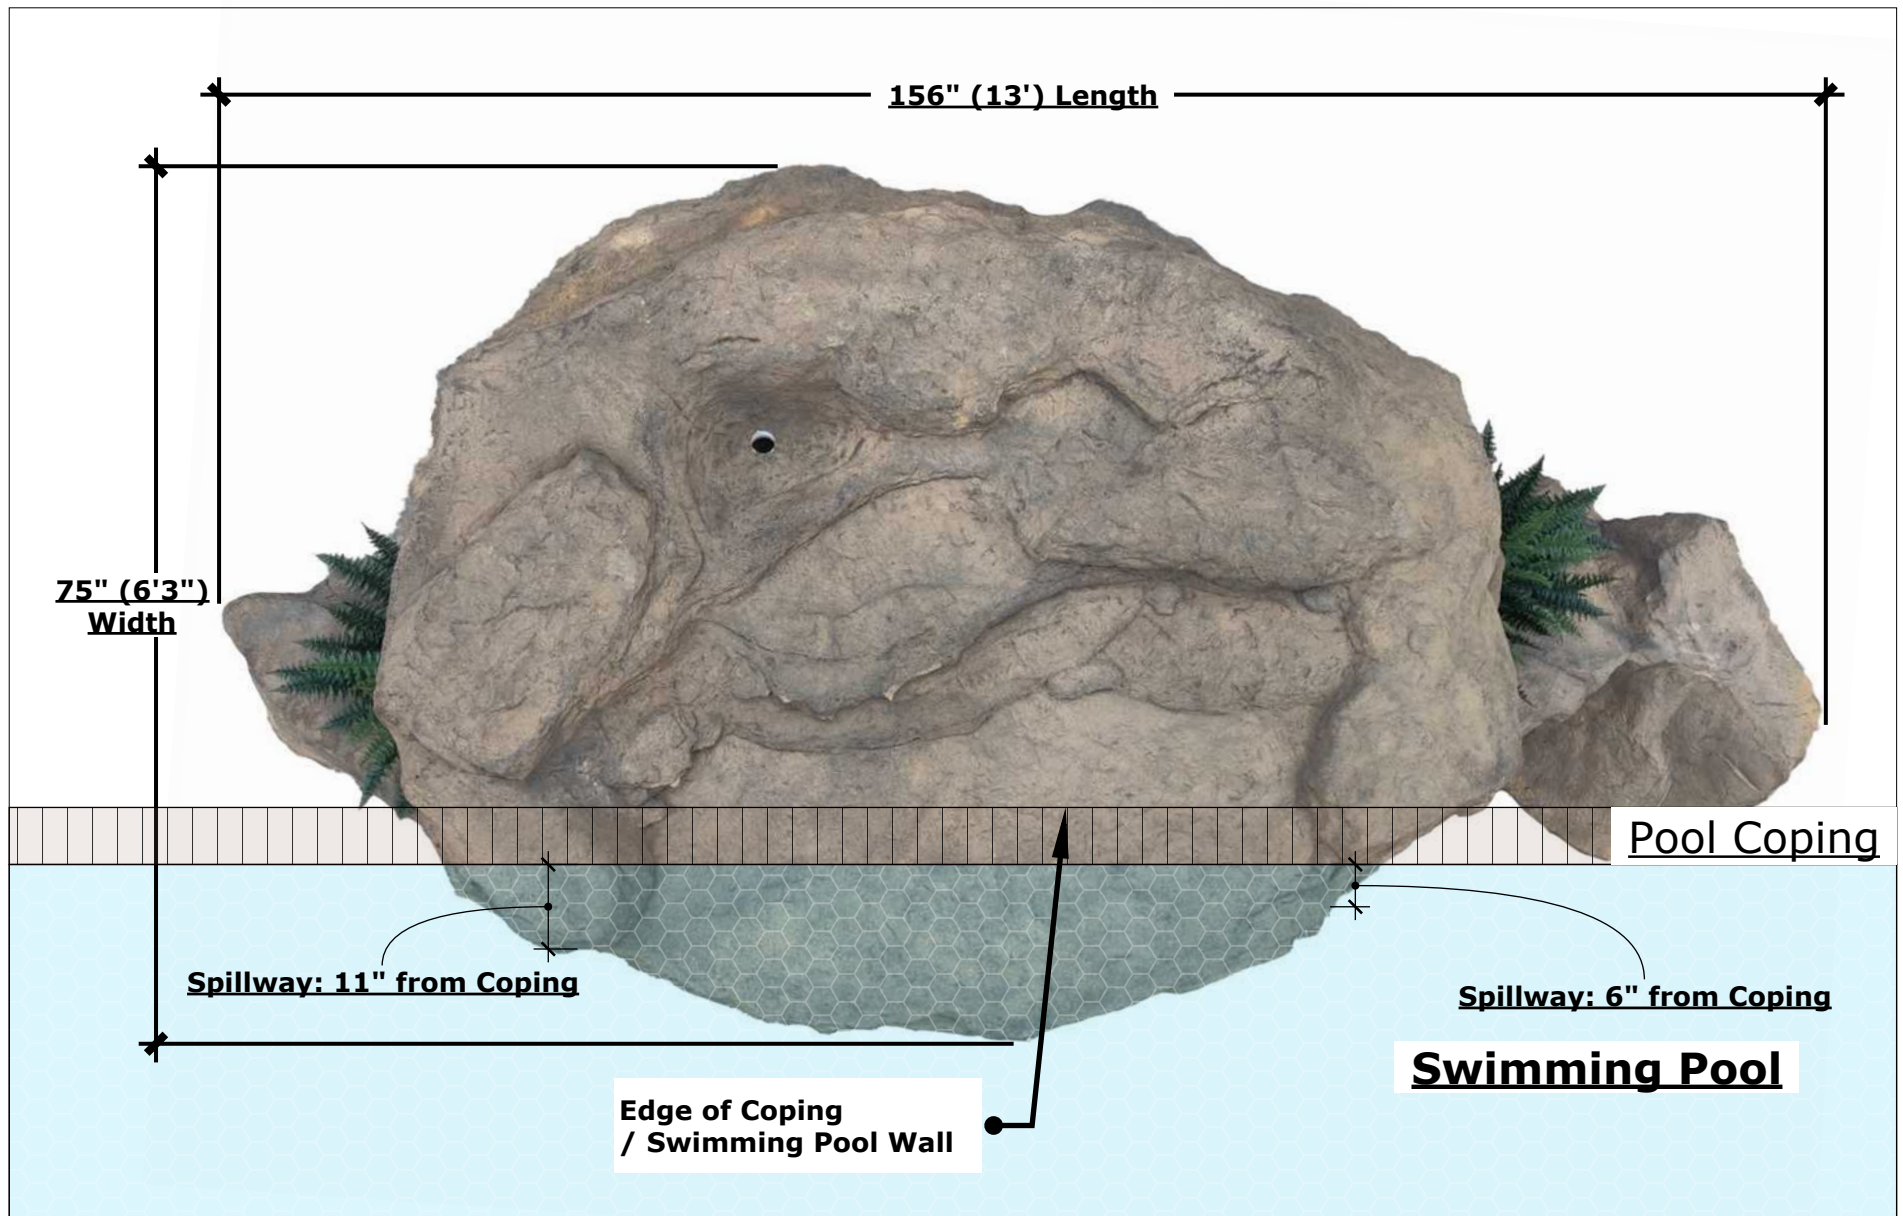 156" (13') Length
75" (6'3")
Width
Pool Coping
Spillway: 11" from Coping
Spillway: 6" from Coping
Swimming Pool
Edge of Coping
/ Swimming Pool Wall